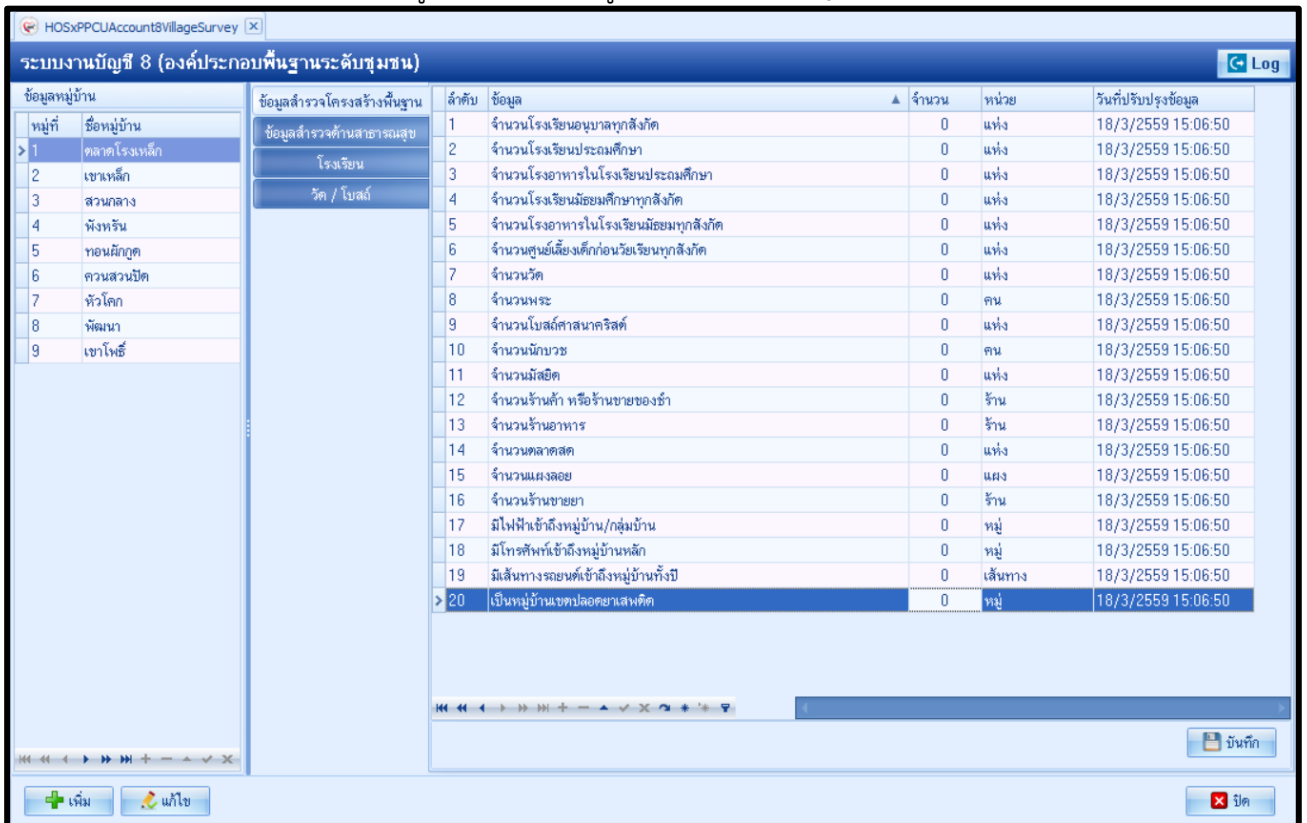 HOSxPPCUAccount8VillageSurvey
ระบบงานบัญชี 8 (องค์ประกอบพื้นฐานระดับชุมชน)
Log
ข้อมูลหมู่บ้าน
หมู่ที่ ชื่อหมู่บ้าน
1 ตลาดโรงเหล็ก
2 เขาเหล็ก
3 สวนกลาง
4 พังหรัน
5 ทอนผักกูด
6 ควนสวนปิด
7 หัวโคก
8 พัฒนา
9 เขาโพธิ์
ข้อมูลสำรวจโครงสร้างพื้นฐาน
ข้อมูลสำรวจด้านสาธารณสุข
โรงเรียน
วัด / โบสถ์
ลำดับ ข้อมูล จำนวน หน่วย วันที่ปรับปรุงข้อมูล
1 จำนวนโรงเรียนอนุบาลทุกสังกัด 0 แห่ง 18/3/2559 15:06:50
2 จำนวนโรงเรียนประถมศึกษา 0 แห่ง 18/3/2559 15:06:50
3 จำนวนโรงอาหารในโรงเรียนประถมศึกษา 0 แห่ง 18/3/2559 15:06:50
4 จำนวนโรงเรียนมัธยมศึกษาทุกสังกัด 0 แห่ง 18/3/2559 15:06:50
5 จำนวนโรงอาหารในโรงเรียนมัธยมทุกสังกัด 0 แห่ง 18/3/2559 15:06:50
6 จำนวนศูนย์เลี้ยงเด็กก่อนวัยเรียนทุกสังกัด 0 แห่ง 18/3/2559 15:06:50
7 จำนวนวัด 0 แห่ง 18/3/2559 15:06:50
8 จำนวนพระ 0 คน 18/3/2559 15:06:50
9 จำนวนโบสถ์ศาสนาคริสต์ 0 แห่ง 18/3/2559 15:06:50
10 จำนวนนักบวช 0 คน 18/3/2559 15:06:50
11 จำนวนมัสยิด 0 แห่ง 18/3/2559 15:06:50
12 จำนวนร้านค้า หรือร้านขายของชำ 0 ร้าน 18/3/2559 15:06:50
13 จำนวนร้านอาหาร 0 ร้าน 18/3/2559 15:06:50
14 จำนวนตลาดสด 0 แห่ง 18/3/2559 15:06:50
15 จำนวนแผงลอย 0 แผง 18/3/2559 15:06:50
16 จำนวนร้านขายยา 0 ร้าน 18/3/2559 15:06:50
17 มีไฟฟ้าเข้าถึงหมู่บ้าน/กลุ่มบ้าน 0 หมู่ 18/3/2559 15:06:50
18 มีโทรศัพท์เข้าถึงหมู่บ้านหลัก 0 หมู่ 18/3/2559 15:06:50
19 มีเส้นทางรถยนต์เข้าถึงหมู่บ้านทั้งปี 0 เส้นทาง 18/3/2559 15:06:50
20 เป็นหมู่บ้านเขตปลอดยาเสพติด 0 หมู่ 18/3/2559 15:06:50
บันทึก
เพิ่ม แก้ไข ปิด